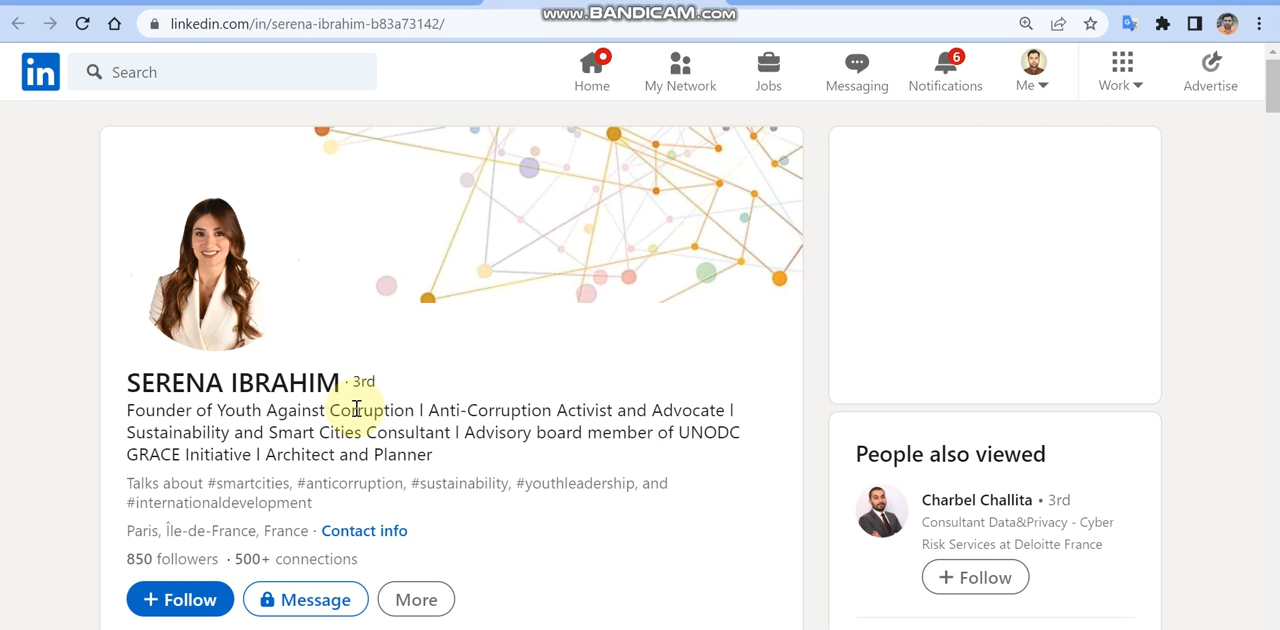 linkedin.com/in/serena-ibrahim-b83a73142/
www.BANDICAM.com
in
Search
Home
My Network
Jobs
Messaging
6
Notifications
Me
Work
Advertise
SERENA IBRAHIM · 3rd
Founder of Youth Against Corruption l Anti-Corruption Activist and Advocate l
Sustainability and Smart Cities Consultant l Advisory board member of UNODC
GRACE Initiative l Architect and Planner
Talks about #smartcities, #anticorruption, #sustainability, #youthleadership, and
#internationaldevelopment
Paris, Île-de-France, France · Contact info
850 followers · 500+ connections
+ Follow
Message
More
People also viewed
Charbel Challita • 3rd
Consultant Data&Privacy - Cyber
Risk Services at Deloitte France
+ Follow